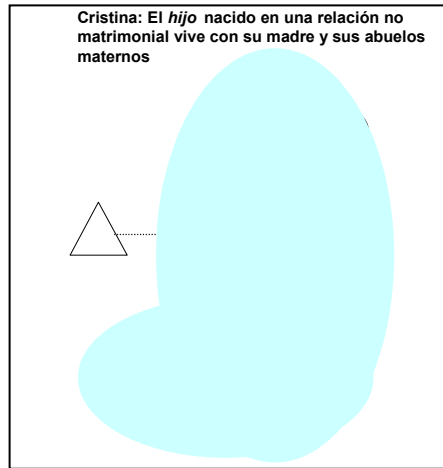 Cristina: El hijo nacido en una relación no
matrimonial vive con su madre y sus abuelos
maternos